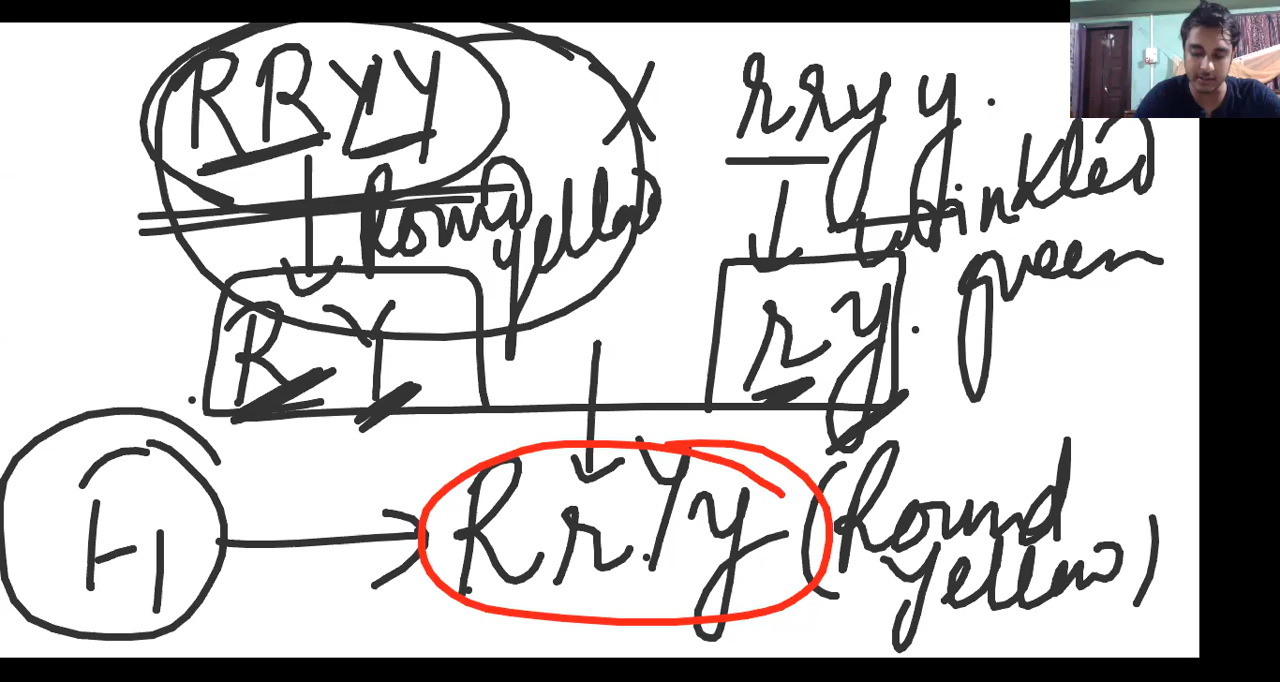 RRYY X rryy.
Round wrinkled
yellow green
RY ry.
F1 → RrYy (Round
yellow)